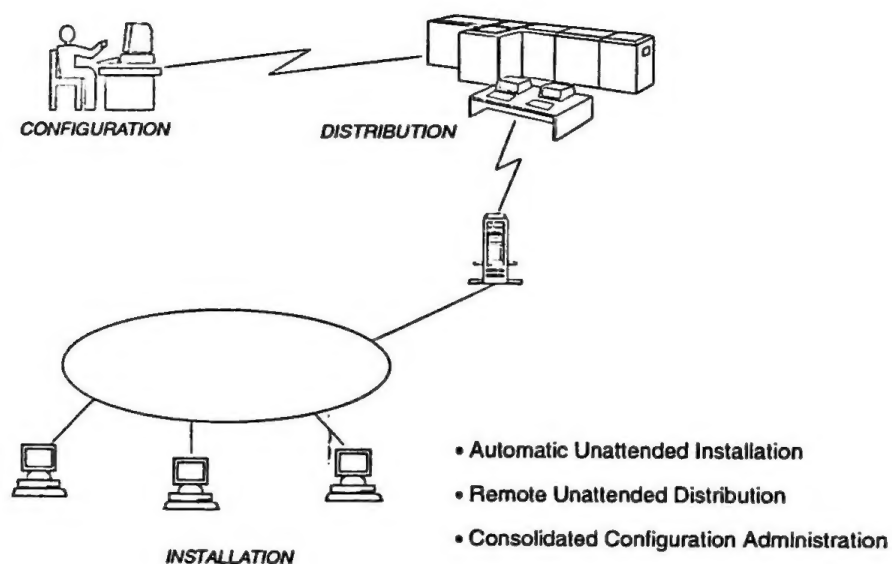 CONFIGURATION
DISTRIBUTION
INSTALLATION
• Automatic Unattended Installation
• Remote Unattended Distribution
• Consolidated Configuration Administration